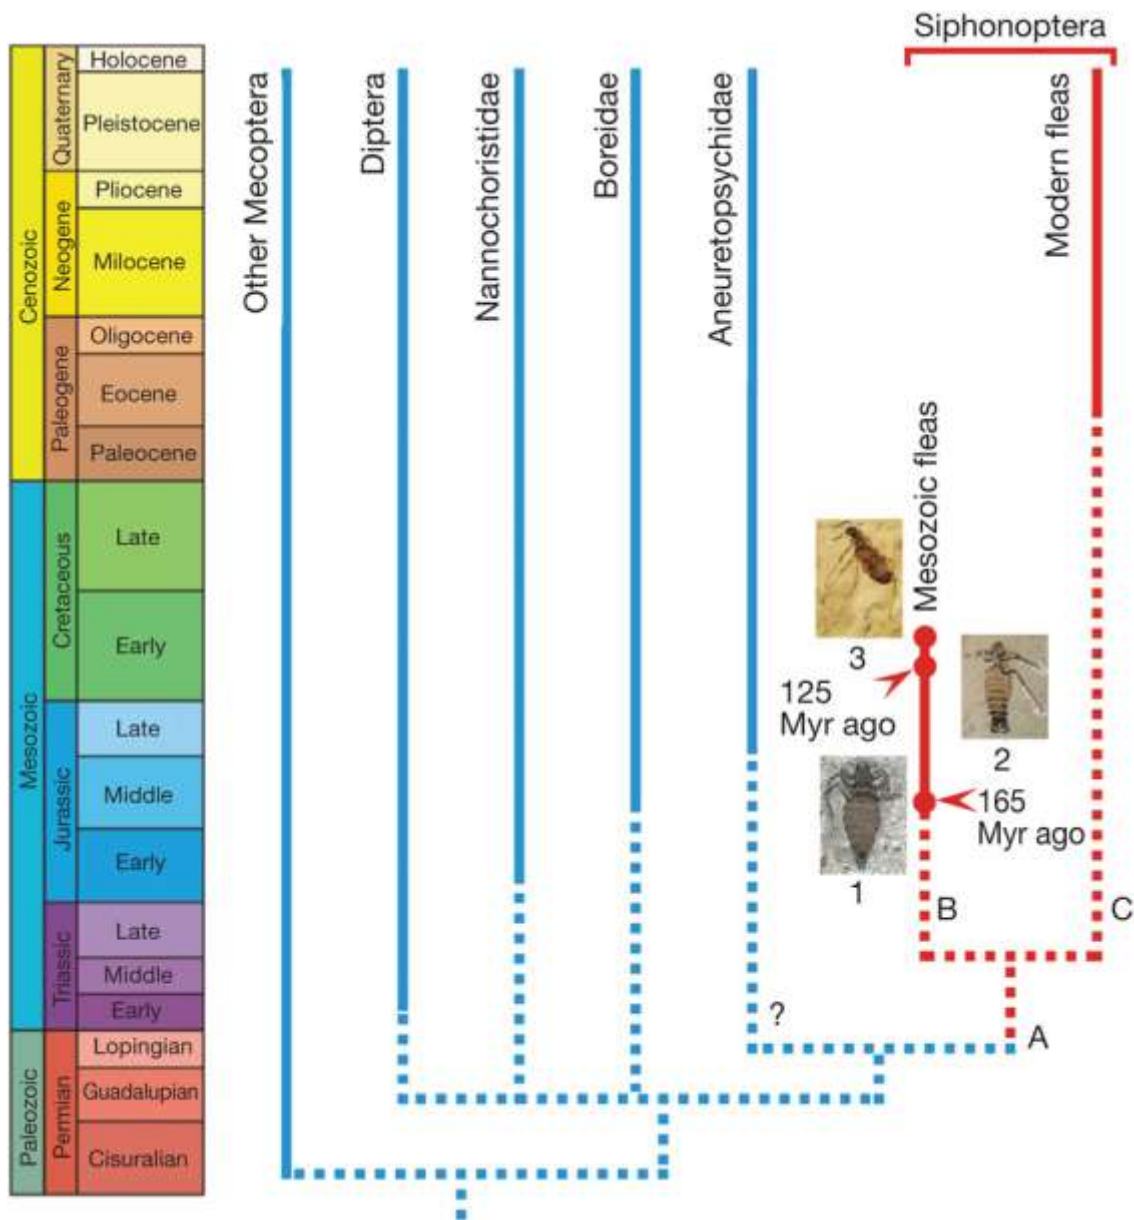 Siphonoptera
Cenozoic
Quaternary
Holocene
Pleistocene
Neogene
Pliocene
Milocene
Paleogene
Oligocene
Eocene
Paleocene
Mesozoic
Cretaceous
Late
Early
Jurassic
Late
Middle
Early
Triassic
Late
Middle
Early
Paleozoic
Permian
Lopingian
Guadalupian
Cisuralian
Other Mecoptera
Diptera
Nannochoristidae
Boreidae
Aneuretopsychidae
Mesozoic fleas
Modern fleas
3
125
Myr ago
2
165
Myr ago
1
B
C
?
A